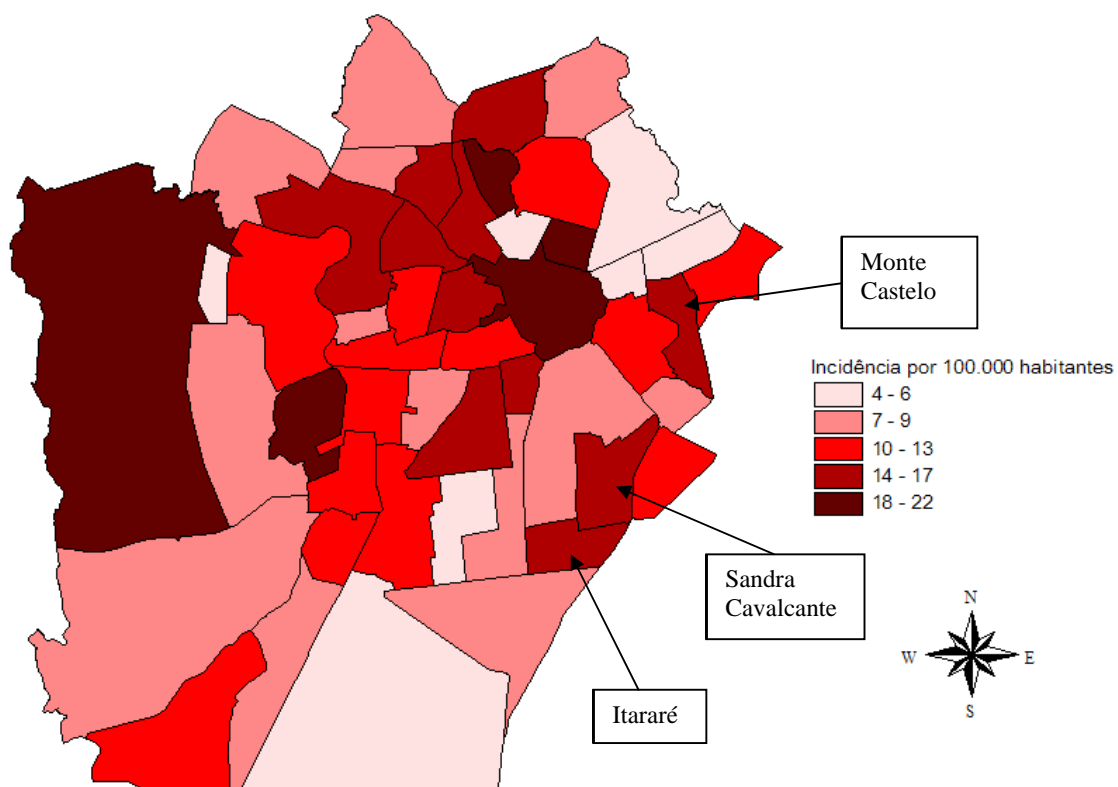 Monte
Castelo
Incidência por 100.000 habitantes
4 - 6
7 - 9
10 - 13
14 - 17
18 - 22
Sandra
Cavalcante
Itararé
N
W
E
S